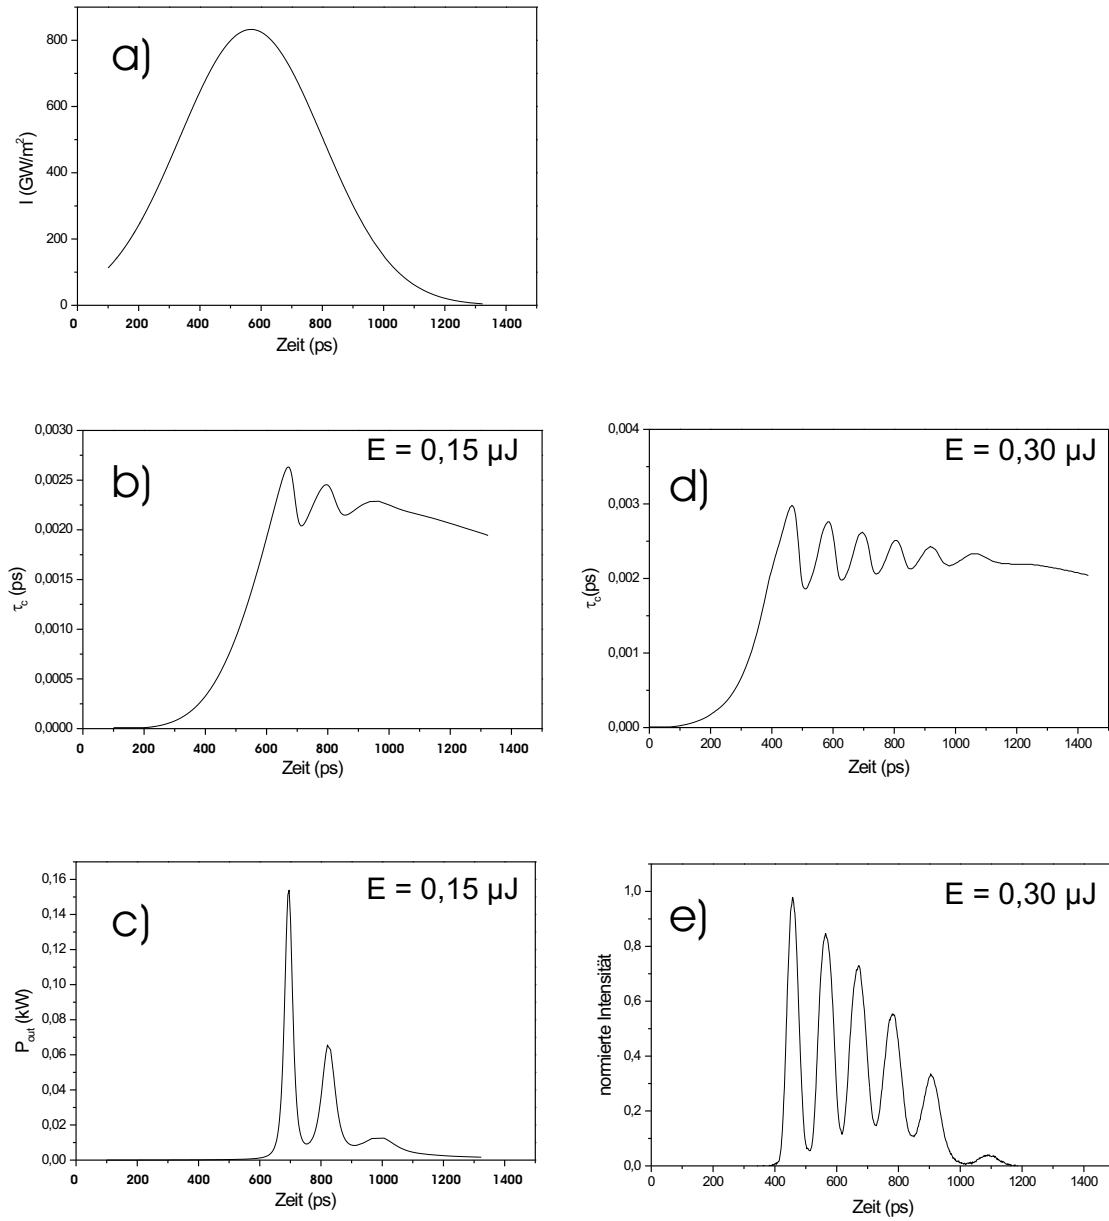 a)
800
600
400
200
0
I (GW/m²)
0 200 400 600 800 1000 1200 1400
Zeit (ps)
b)
E = 0,15 µJ
0,0030
0,0025
0,0020
0,0015
0,0010
0,0005
0,0000
τc (ps)
0 200 400 600 800 1000 1200 1400
Zeit (ps)
d)
E = 0,30 µJ
0,004
0,003
0,002
0,001
0,000
τc(ps)
0 200 400 600 800 1000 1200 1400
Zeit (ps)
c)
E = 0,15 µJ
0,16
0,14
0,12
0,10
0,08
0,06
0,04
0,02
0,00
Pout (kW)
0 200 400 600 800 1000 1200 1400
Zeit (ps)
e)
E = 0,30 µJ
1,0
0,8
0,6
0,4
0,2
0,0
normierte Intensität
0 200 400 600 800 1000 1200 1400
Zeit (ps)